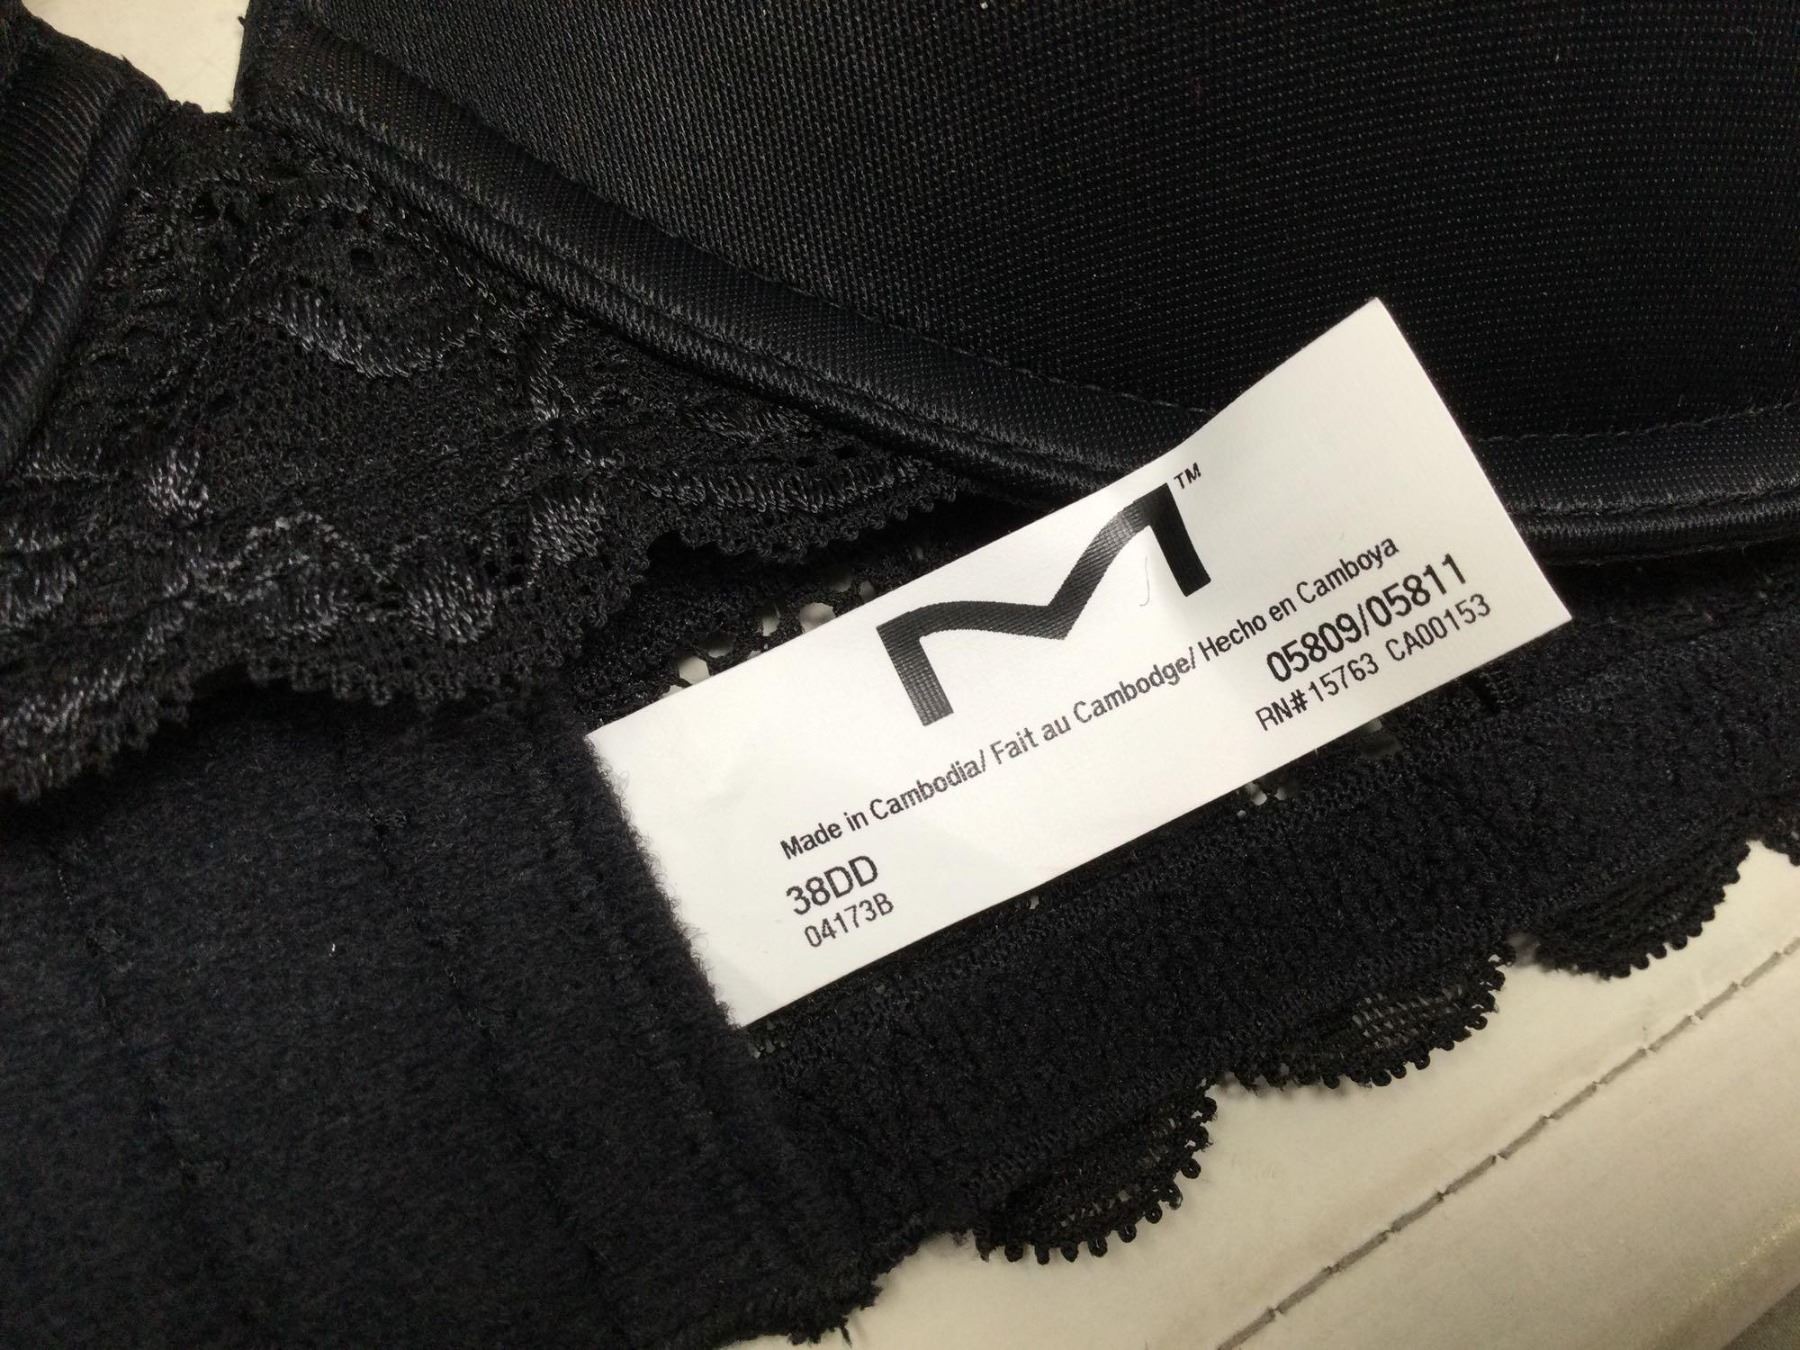 M™
Made in Cambodia/ Fait au Cambodge/ Hecho en Camboya
38DD
04173B
05809/05811
RN#15763 CA00153